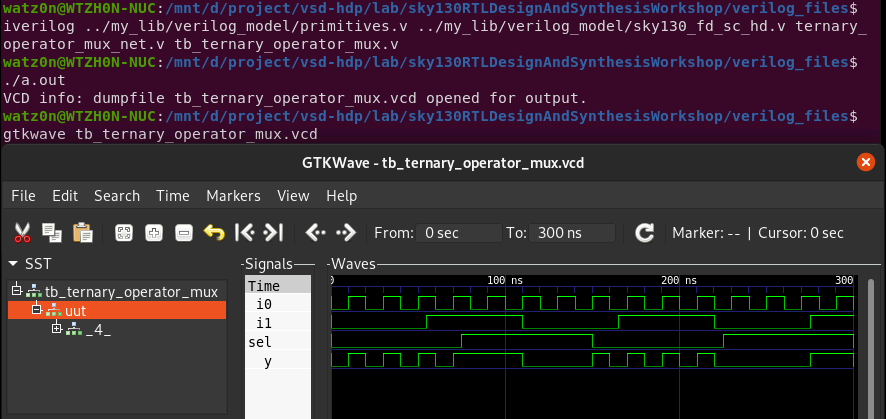 watz0n@WTZH0N-NUC:/mnt/d/project/vsd-hdp/lab/sky130RTLDesignAndSynthesisWorkshop/verilog_files$
iverilog ../my_lib/verilog_model/primitives.v ../my_lib/verilog_model/sky130_fd_sc_hd.v ternary_
operator_mux_net.v tb_ternary_operator_mux.v
watz0n@WTZH0N-NUC:/mnt/d/project/vsd-hdp/lab/sky130RTLDesignAndSynthesisWorkshop/verilog_files$
./a.out
VCD info: dumpfile tb_ternary_operator_mux.vcd opened for output.
watz0n@WTZH0N-NUC:/mnt/d/project/vsd-hdp/lab/sky130RTLDesignAndSynthesisWorkshop/verilog_files$
gtkwave tb_ternary_operator_mux.vcd
GTKWave - tb_ternary_operator_mux.vcd
File Edit Search Time Markers View Help
From: 0 sec To: 300 ns Marker: -- | Cursor: 0 sec
SST
Signals
Waves
tb_ternary_operator_mux
uut
_4_
Time
i0
i1
sel
y
0 100 ns 200 ns 300